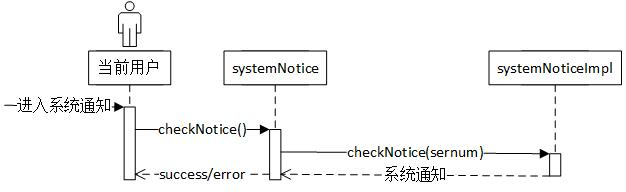 当前用户
systemNotice
systemNoticeImpl
进入系统通知
checkNotice()
checkNotice(sernum)
success/error
系统通知